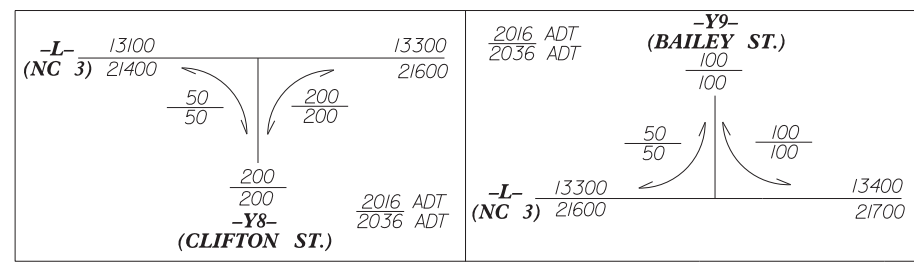 –L– 13100 13300
(NC 3) 21400 21600
50 200
50 200
200
200
2016 ADT
2036 ADT
–Y8–
(CLIFTON ST.)
2016 ADT
2036 ADT
–Y9–
(BAILEY ST.)
100
100
50 100
50 100
–L– 13300 13400
(NC 3) 21600 21700